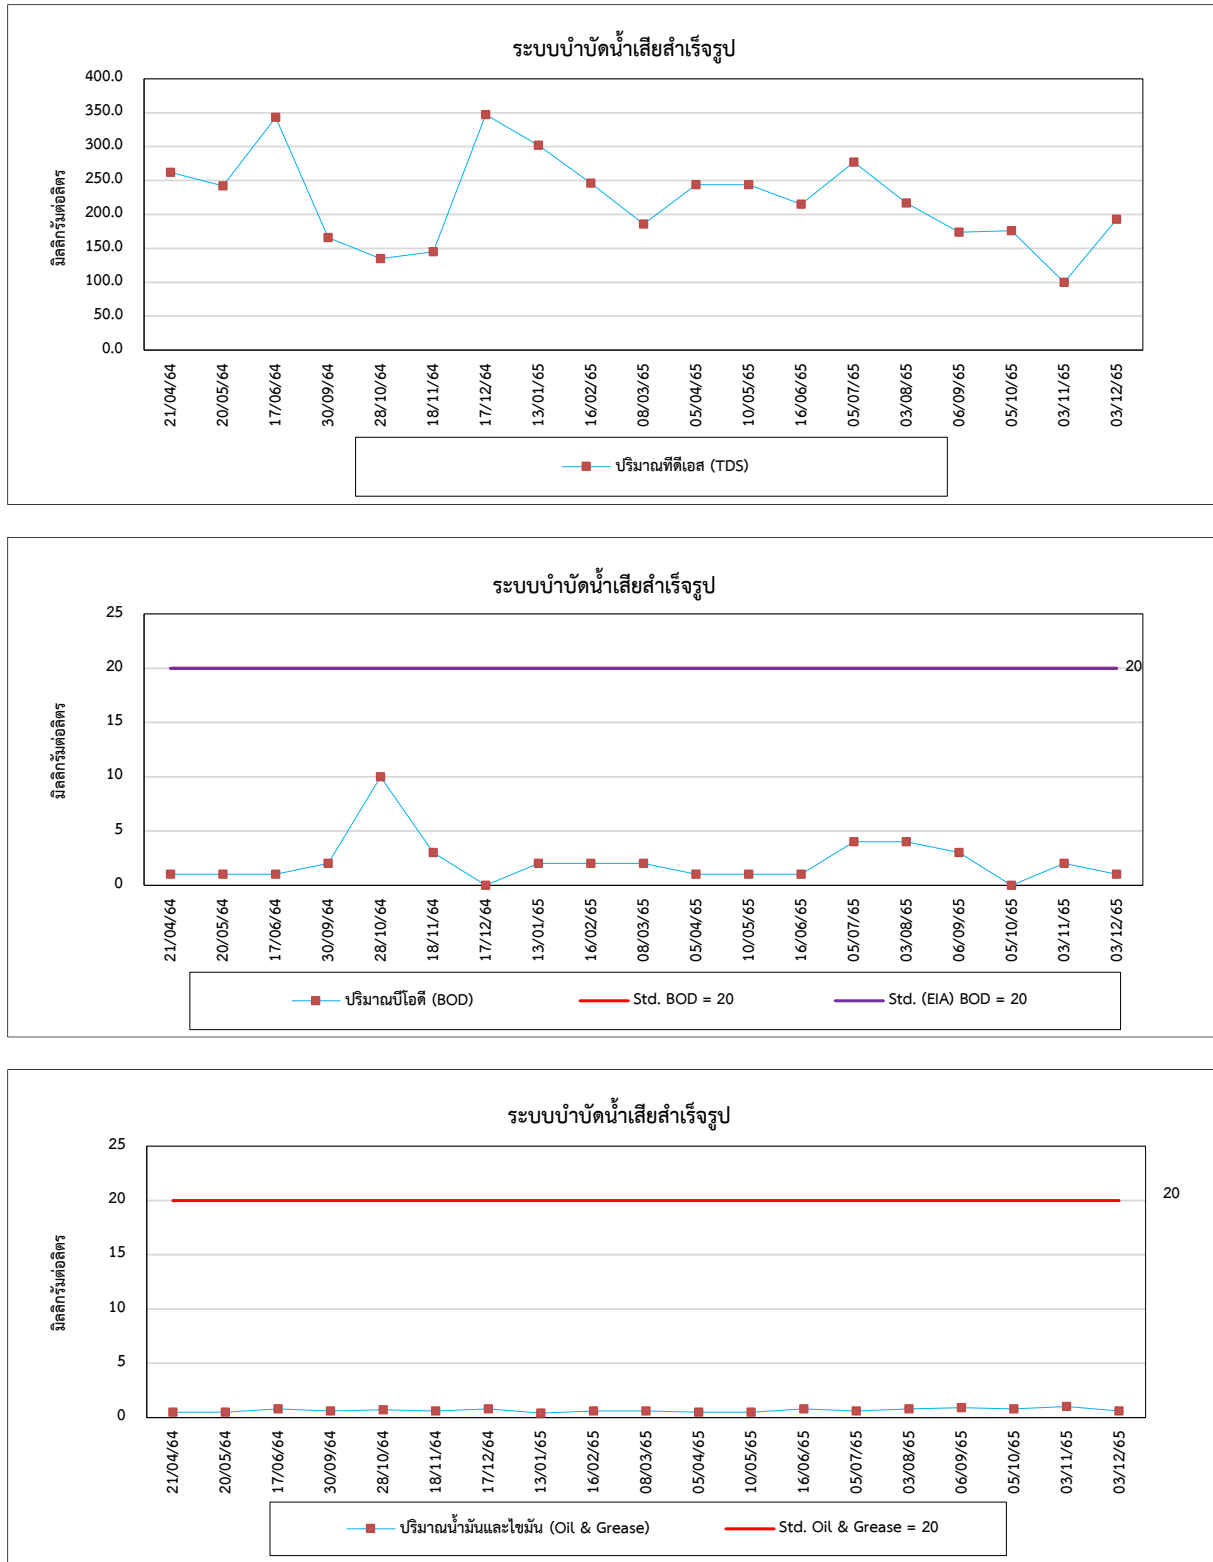 ระบบบำบัดน้ำเสียสำเร็จรูป
มิลลิกรัมต่อลิตร
400.0
350.0
300.0
250.0
200.0
150.0
100.0
50.0
0.0
21/04/64 20/05/64 17/06/64 30/09/64 28/10/64 18/11/64 17/12/64 13/01/65 16/02/65 08/03/65 05/04/65 10/05/65 16/06/65 05/07/65 03/08/65 06/09/65 05/10/65 03/11/65 03/12/65
ปริมาณทีดีเอส (TDS)
ระบบบำบัดน้ำเสียสำเร็จรูป
มิลลิกรัมต่อลิตร
25
20
15
10
5
0
20
21/04/64 20/05/64 17/06/64 30/09/64 28/10/64 18/11/64 17/12/64 13/01/65 16/02/65 08/03/65 05/04/65 10/05/65 16/06/65 05/07/65 03/08/65 06/09/65 05/10/65 03/11/65 03/12/65
ปริมาณบีโอดี (BOD) Std. BOD = 20 Std. (EIA) BOD = 20
ระบบบำบัดน้ำเสียสำเร็จรูป
มิลลิกรัมต่อลิตร
25
20
15
10
5
0
20
21/04/64 20/05/64 17/06/64 30/09/64 28/10/64 18/11/64 17/12/64 13/01/65 16/02/65 08/03/65 05/04/65 10/05/65 16/06/65 05/07/65 03/08/65 06/09/65 05/10/65 03/11/65 03/12/65
ปริมาณน้ำมันและไขมัน (Oil & Grease) Std. Oil & Grease = 20